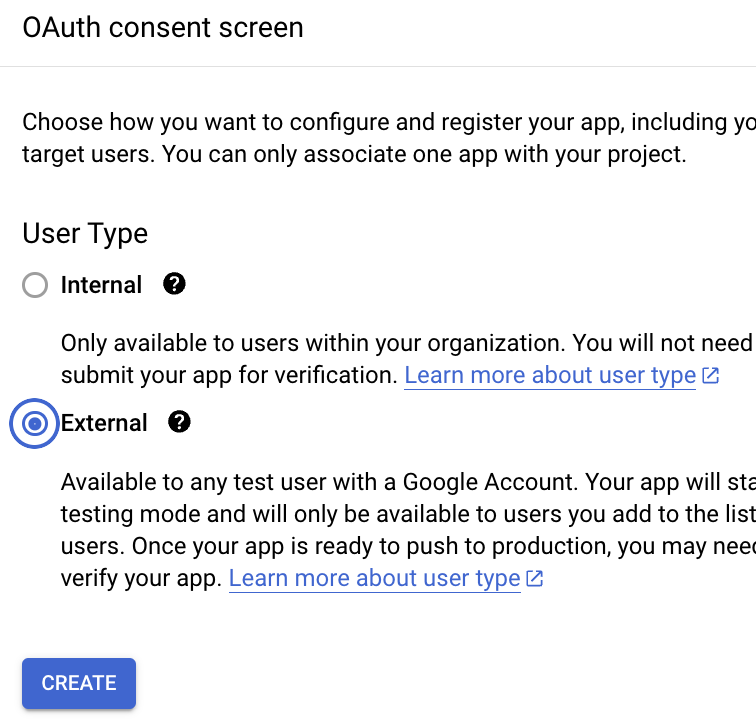 OAuth consent screen
Choose how you want to configure and register your app, including yo
target users. You can only associate one app with your project.
User Type
Internal ?
Only available to users within your organization. You will not need
submit your app for verification. Learn more about user type
External ?
Available to any test user with a Google Account. Your app will sta
testing mode and will only be available to users you add to the list
users. Once your app is ready to push to production, you may need
verify your app. Learn more about user type
CREATE